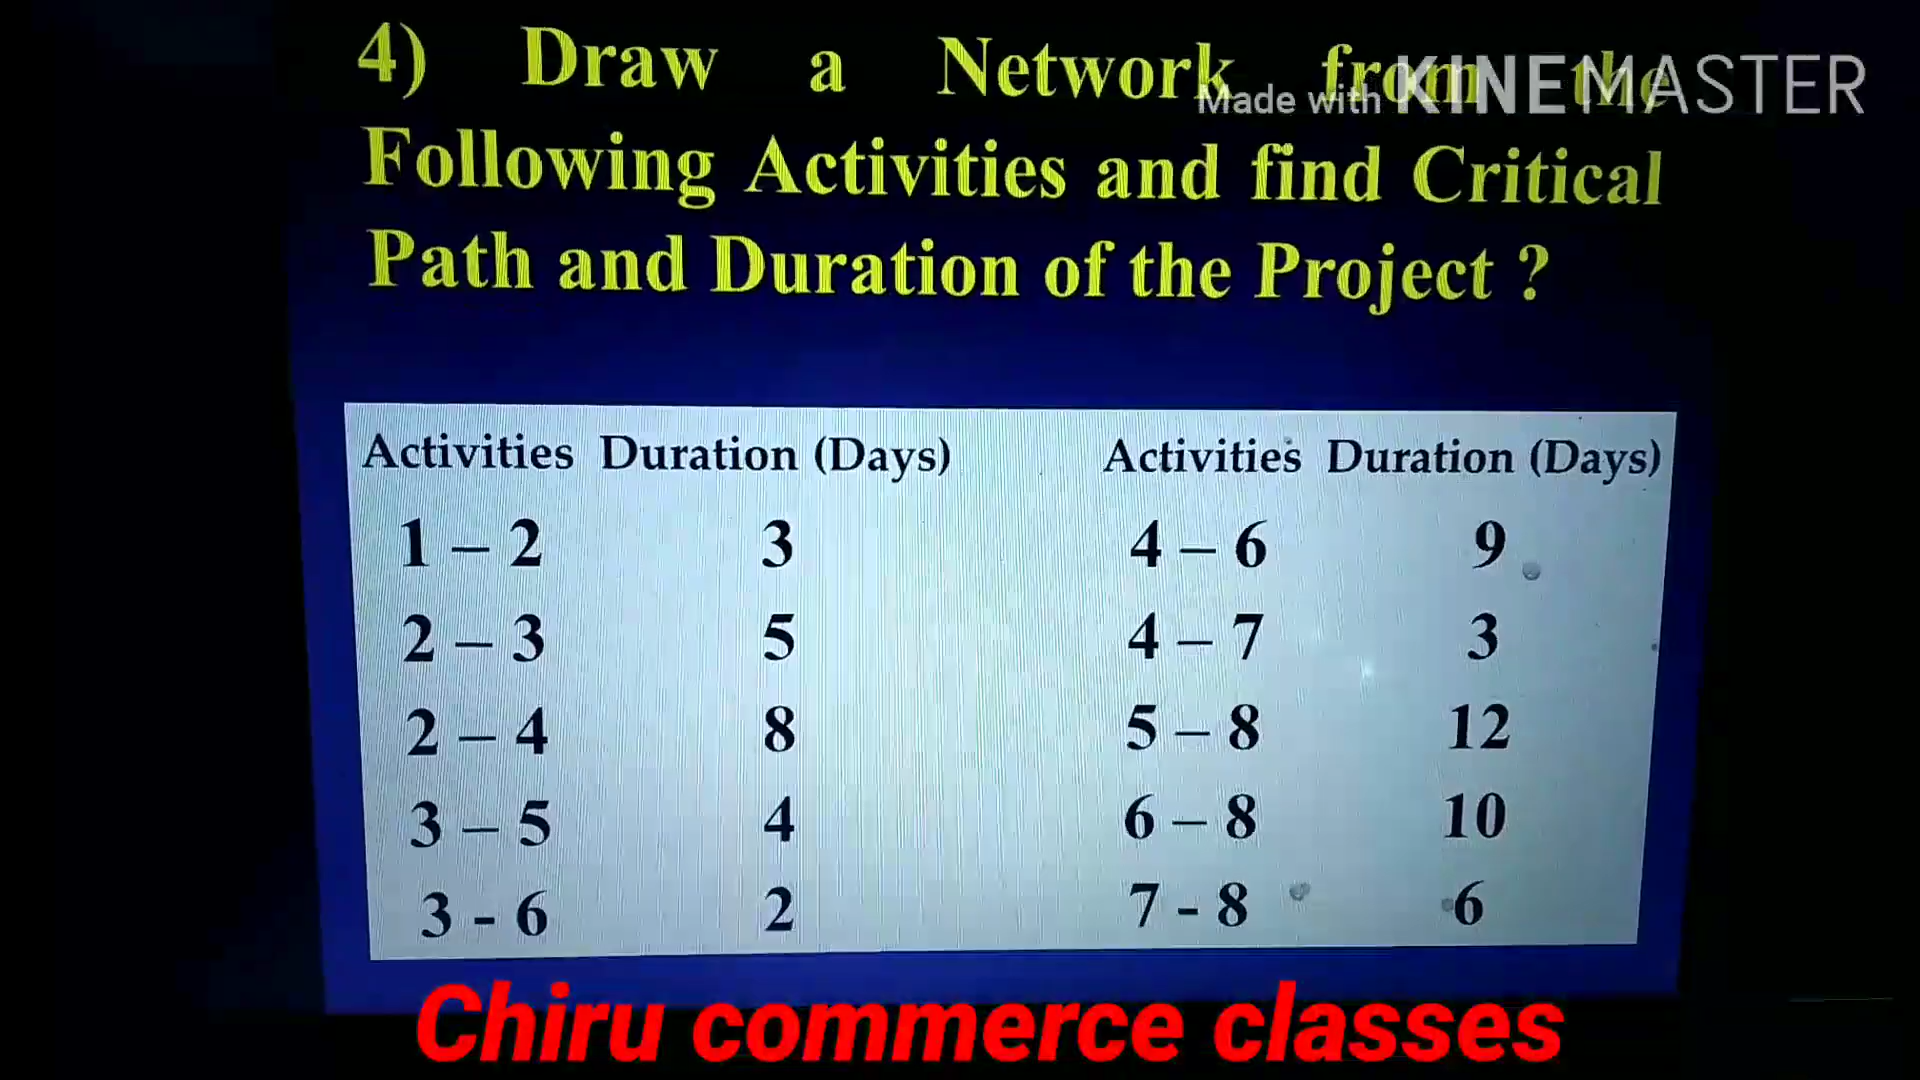 4) Draw a Network from the
Made with KINEMASTER
Following Activities and find Critical
Path and Duration of the Project ?
Activities Duration (Days) Activities Duration (Days)
1 – 2 3 4 – 6 9
2 – 3 5 4 – 7 3
2 – 4 8 5 – 8 12
3 – 5 4 6 – 8 10
3 - 6 2 7 - 8 6
Chiru commerce classes